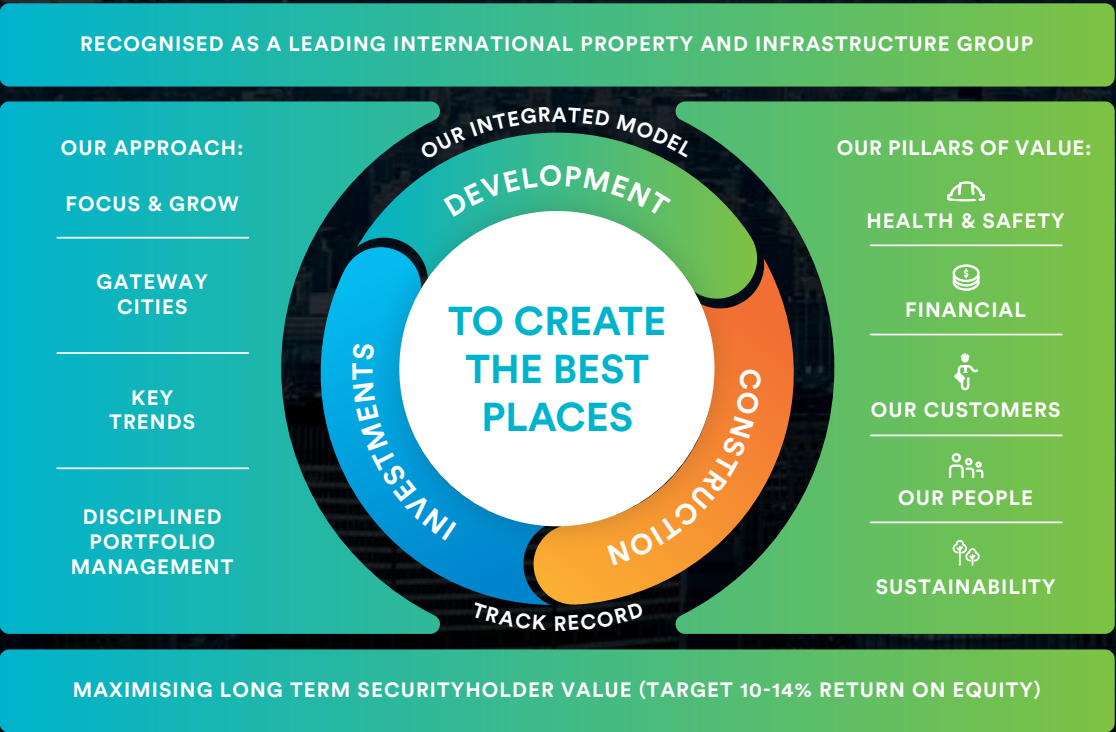 RECOGNISED AS A LEADING INTERNATIONAL PROPERTY AND INFRASTRUCTURE GROUP
OUR APPROACH:
FOCUS & GROW
GATEWAY
CITIES
KEY
TRENDS
DISCIPLINED
PORTFOLIO
MANAGEMENT
OUR INTEGRATED MODEL
DEVELOPMENT
CONSTRUCTION
INVESTMENTS
TO CREATE
THE BEST
PLACES
TRACK RECORD
OUR PILLARS OF VALUE:
HEALTH & SAFETY
$
FINANCIAL
OUR CUSTOMERS
OUR PEOPLE
SUSTAINABILITY
MAXIMISING LONG TERM SECURITYHOLDER VALUE (TARGET 10-14% RETURN ON EQUITY)